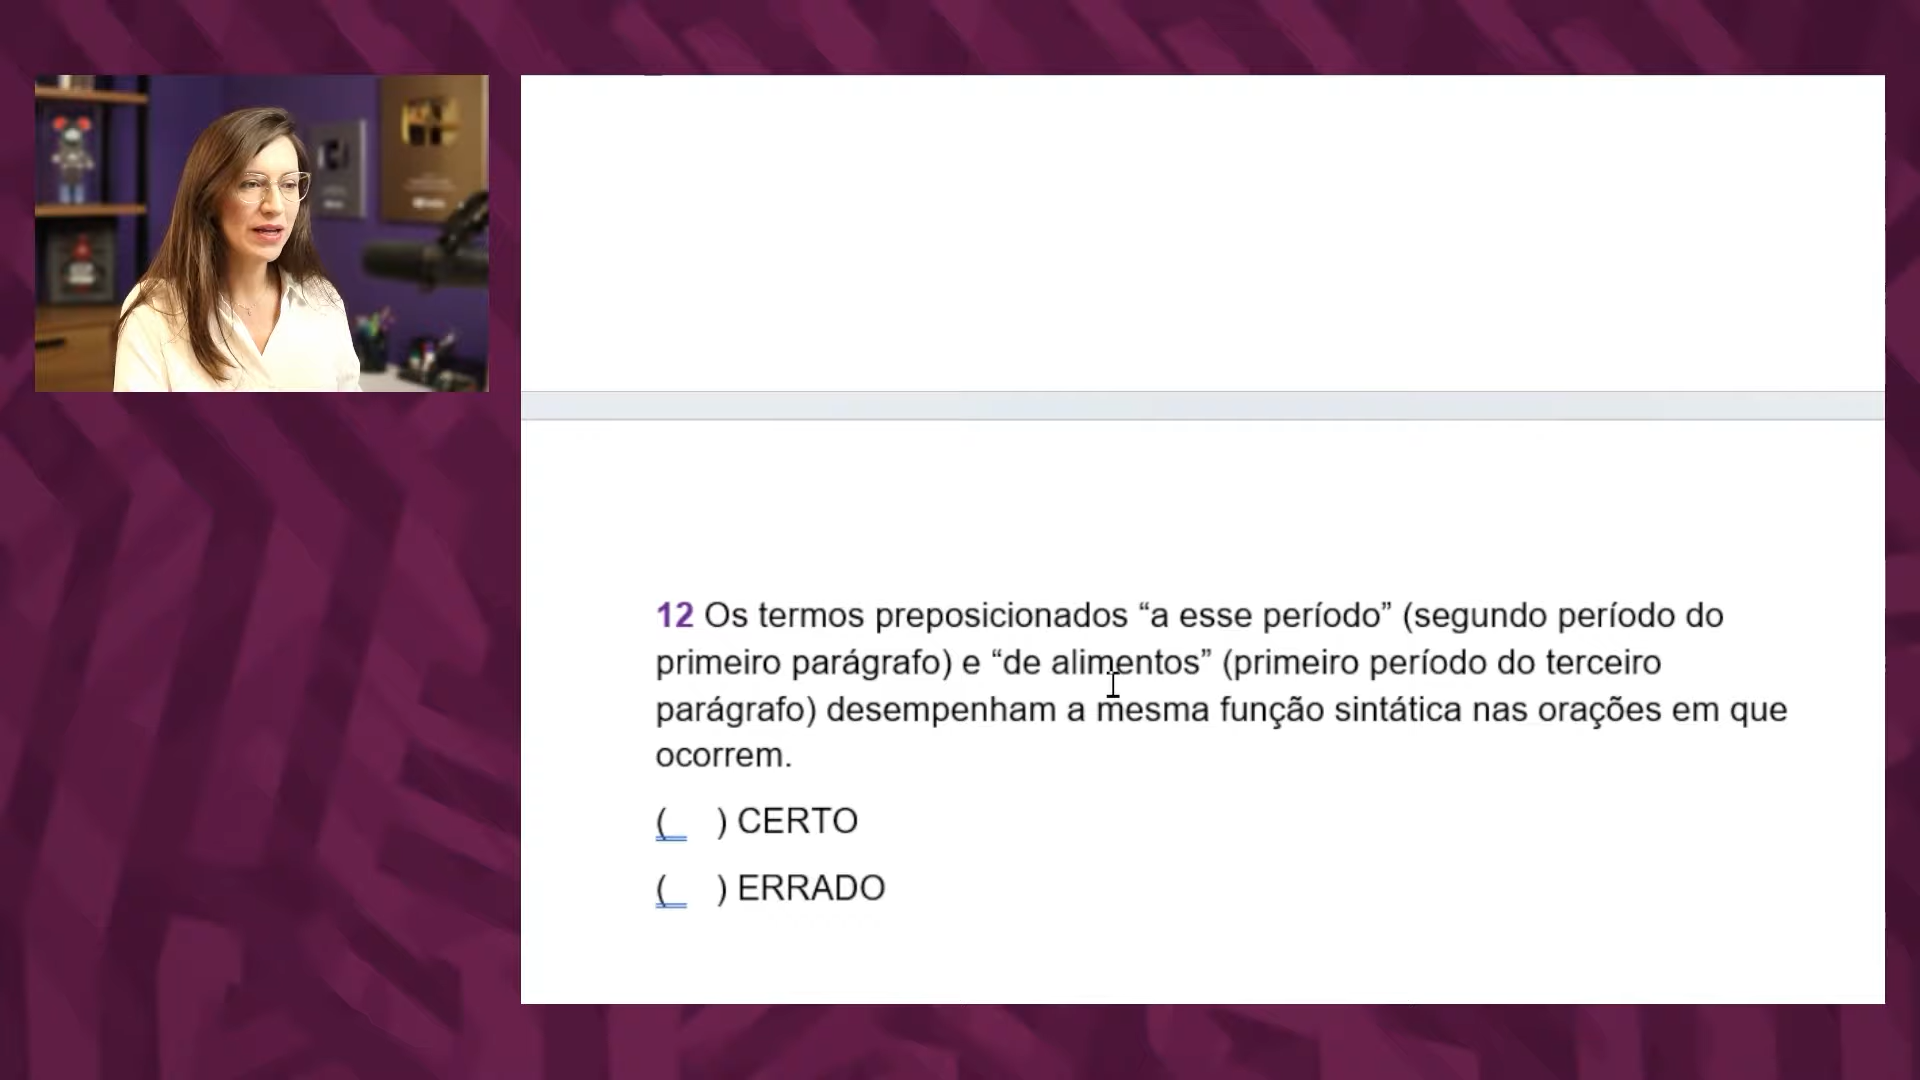 12 Os termos preposicionados “a esse período” (segundo período do
primeiro parágrafo) e “de alimentos” (primeiro período do terceiro
parágrafo) desempenham a mesma função sintática nas orações em que
ocorrem.
(   ) CERTO
(   ) ERRADO